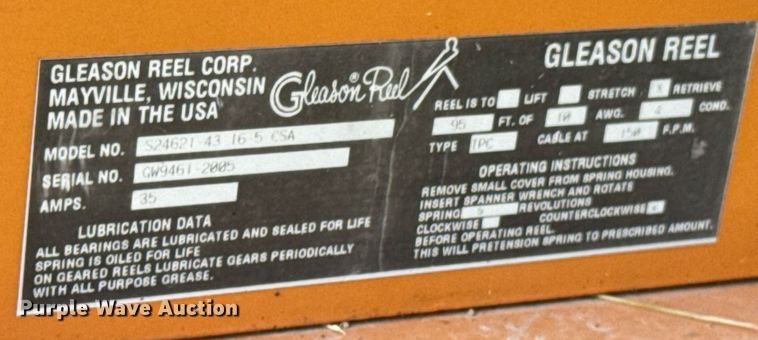 GLEASON REEL CORP.
MAYVILLE, WISCONSIN
MADE IN THE USA
Gleason® Reel
MODEL NO. S24621-43 16-5 CSA
SERIAL NO. GW9461-2005
AMPS. 35
LUBRICATION DATA
ALL BEARINGS ARE LUBRICATED AND SEALED FOR LIFE
SPRING IS OILED FOR LIFE
ON GEARED REELS LUBRICATE GEARS PERIODICALLY
WITH ALL PURPOSE GREASE.
GLEASON REEL
REEL IS TO LIFT STRETCH X RETRIEVE
95 FT. OF 10 AWG. 4 COND.
TYPE TPC CABLE AT 150 F.P.M.
OPERATING INSTRUCTIONS
REMOVE SMALL COVER FROM SPRING HOUSING.
INSERT SPANNER WRENCH AND ROTATE
SPRING 5 REVOLUTIONS
CLOCKWISE COUNTERCLOCKWISE
BEFORE OPERATING REEL.
THIS WILL PRETENSION SPRING TO PRESCRIBED AMOUNT.
Purple Wave Auction